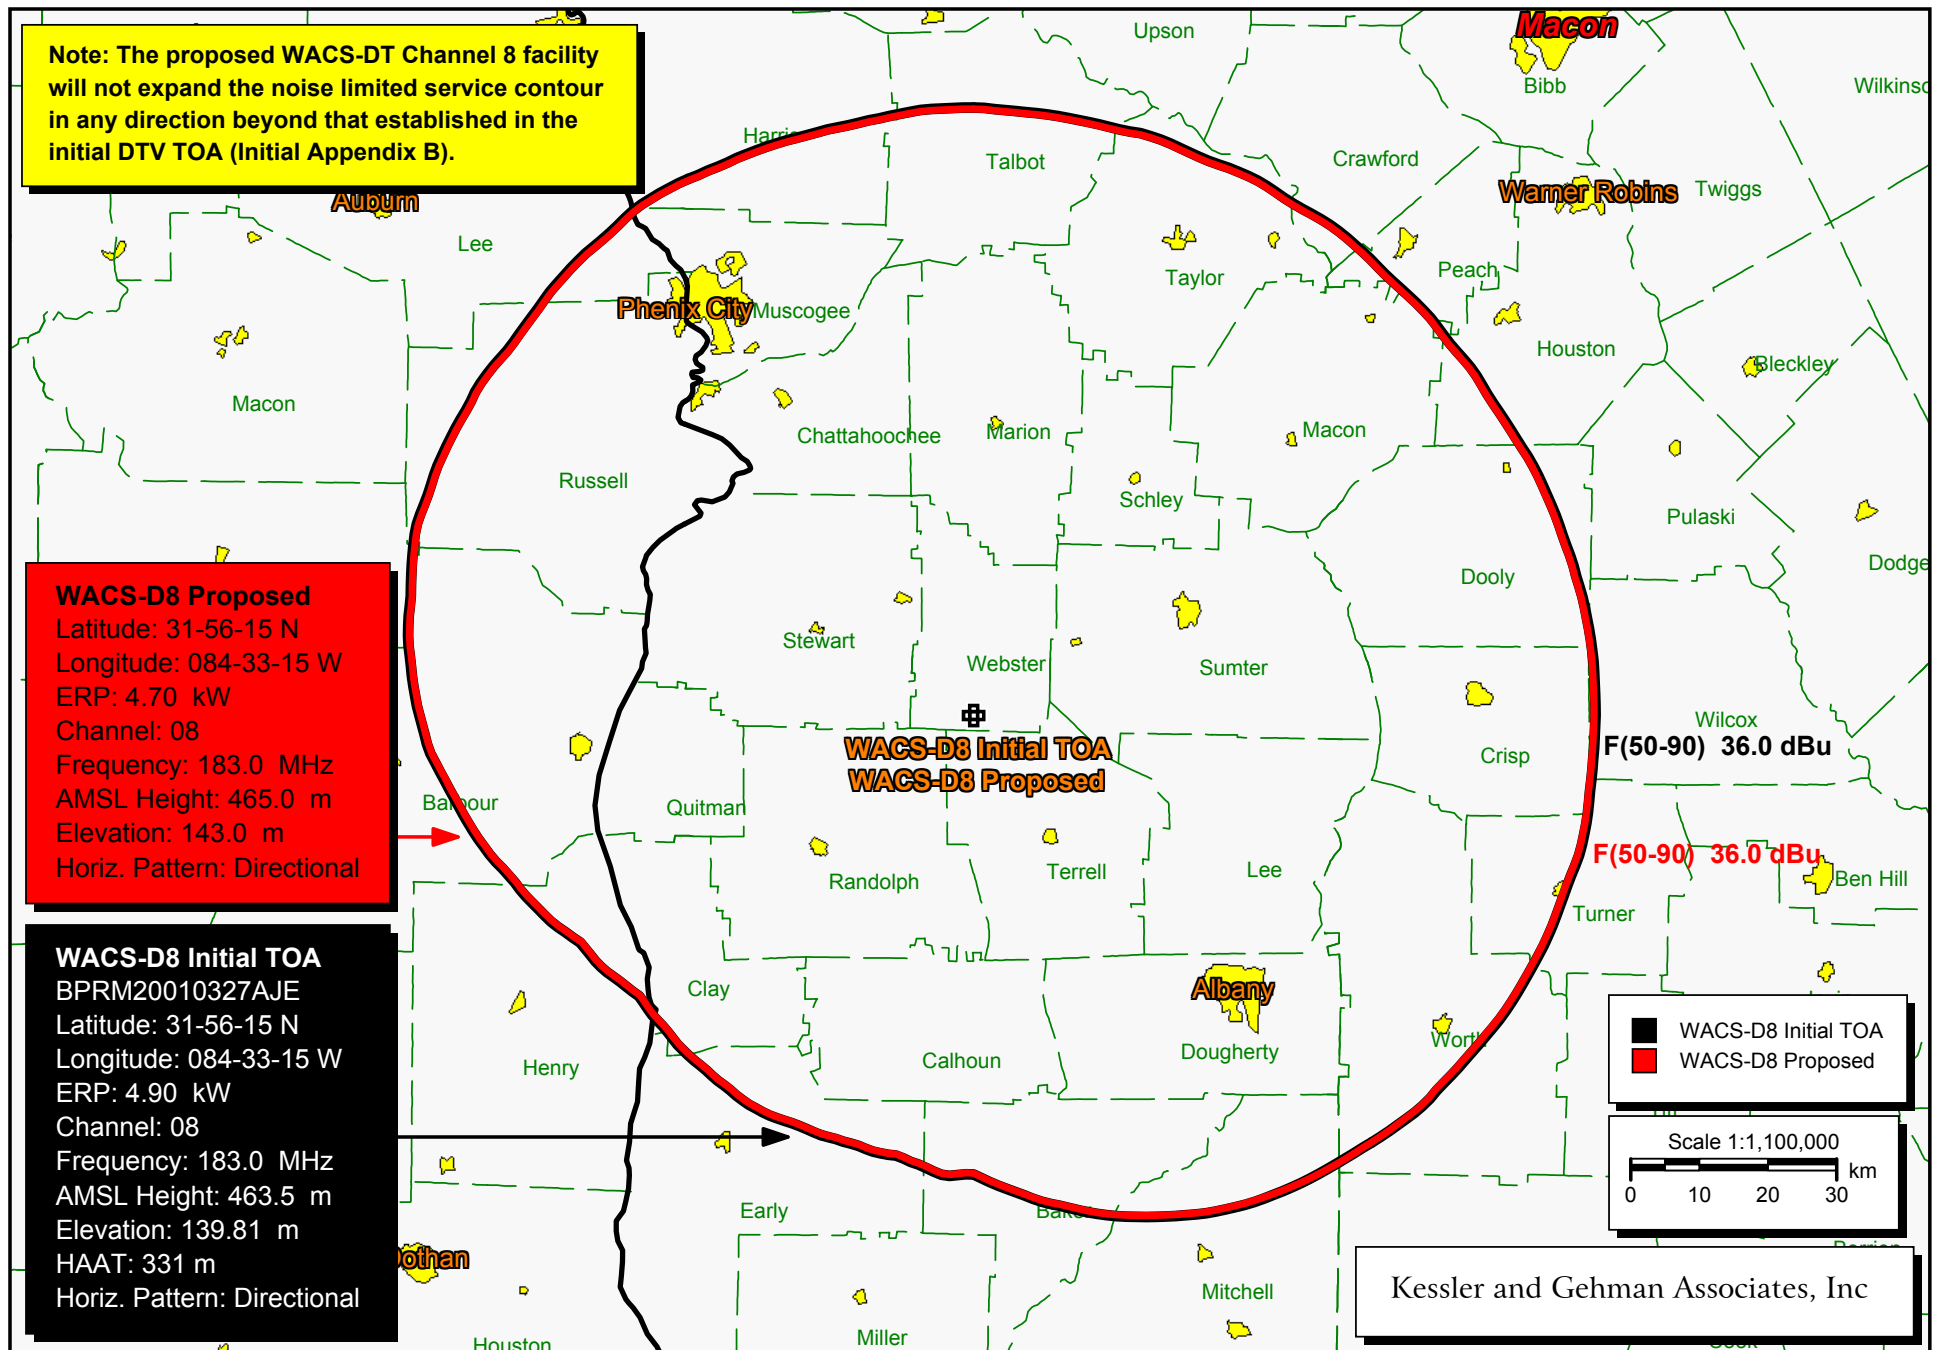 Note: The proposed WACS-DT Channel 8 facility
will not expand the noise limited service contour
in any direction beyond that established in the
initial DTV TOA (Initial Appendix B).
Upson
Macon
Bibb
Talbot
Crawford
Warner Robins
Twiggs
Auburn
Lee
Taylor
Peach
Phenix City
Muscogee
Houston
Bleckley
Macon
Chattahoochee
Marion
Macon
Russell
Schley
Pulaski
Dooly
Dodge
WACS-D8 Proposed
Latitude: 31-56-15 N
Longitude: 084-33-15 W
ERP: 4.70 kW
Channel: 08
Frequency: 183.0 MHz
AMSL Height: 465.0 m
Elevation: 143.0 m
Horiz. Pattern: Directional
Stewart
Webster
Sumter
WACS-D8 Initial TOA
WACS-D8 Proposed
Wilcox
F(50-90) 36.0 dBu
Crisp
Barbour
Quitman
F(50-90) 36.0 dBu
Randolph
Terrell
Lee
Ben Hill
Turner
WACS-D8 Initial TOA
BPRM20010327AJE
Latitude: 31-56-15 N
Longitude: 084-33-15 W
ERP: 4.90 kW
Channel: 08
Frequency: 183.0 MHz
AMSL Height: 463.5 m
Elevation: 139.81 m
HAAT: 331 m
Horiz. Pattern: Directional
Clay
Albany
Henry
Calhoun
Dougherty
Worth
WACS-D8 Initial TOA
WACS-D8 Proposed
Scale 1:1,100,000
km
0 10 20 30
Early
Baker
Mitchell
Miller
Houston
Kessler and Gehman Associates, Inc